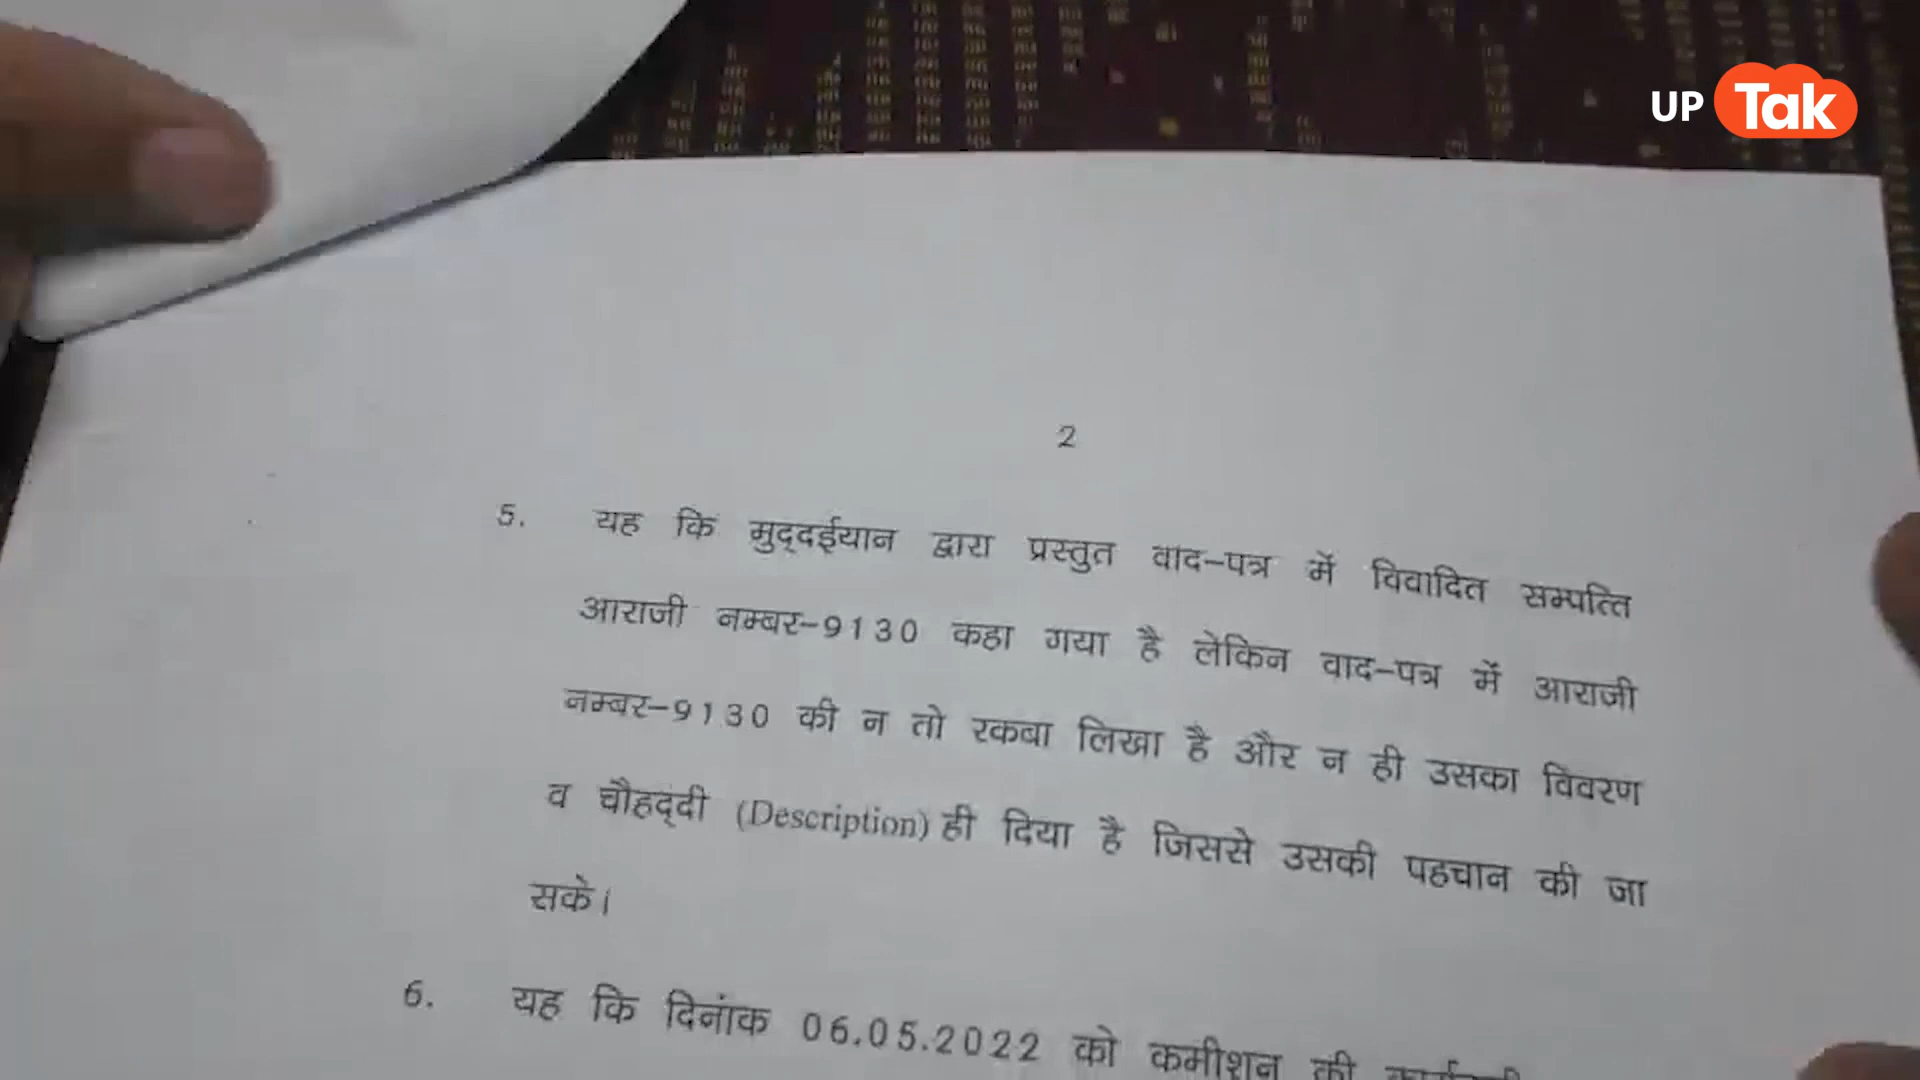 UP Tak
2
5. यह कि मुद्दईयान द्वारा प्रस्तुत वाद-पत्र में विवादित सम्पत्ति
आराजी नम्बर-9130 कहा गया है लेकिन वाद-पत्र में आराजी
नम्बर-9130 की न तो रकबा लिखा है और न ही उसका विवरण
व चौहद्दी (Description) ही दिया है जिससे उसकी पहचान की जा
सके।
6. यह कि दिनांक 06.05.2022 को कमीशन की